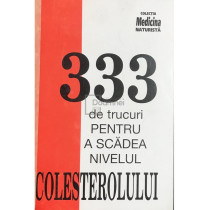 COLECȚIA
Medicina
NATURISTĂ
333
de trucuri
PENTRU
A SCĂDEA
NIVELUL
COLESTEROLULUI